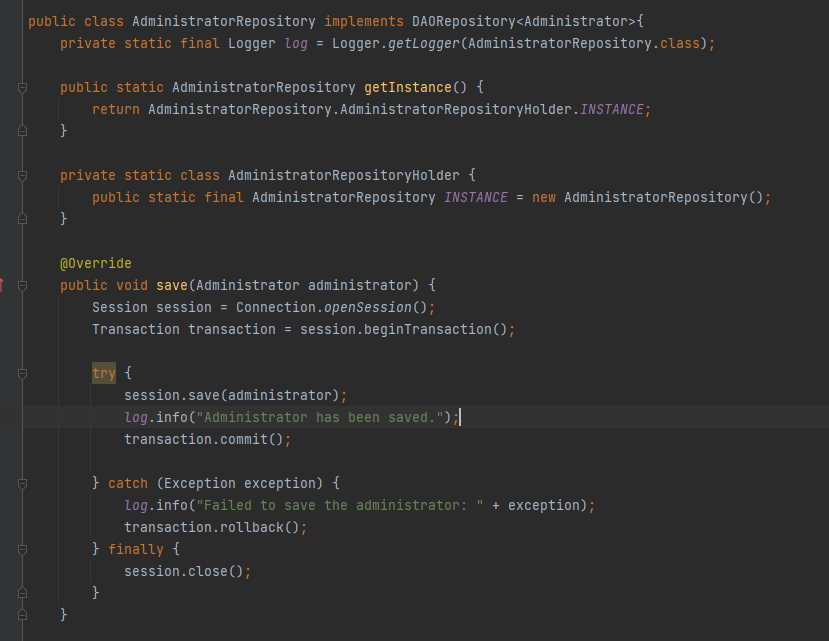 public class AdministratorRepository implements DAORepository<Administrator>{
    private static final Logger log = Logger.getLogger(AdministratorRepository.class);

    public static AdministratorRepository getInstance() {
        return AdministratorRepository.AdministratorRepositoryHolder.INSTANCE;
    }

    private static class AdministratorRepositoryHolder {
        public static final AdministratorRepository INSTANCE = new AdministratorRepository();
    }

    @Override
    public void save(Administrator administrator) {
        Session session = Connection.openSession();
        Transaction transaction = session.beginTransaction();

        try {
            session.save(administrator);
            log.info("Administrator has been saved.");
            transaction.commit();

        } catch (Exception exception) {
            log.info("Failed to save the administrator: " + exception);
            transaction.rollback();
        } finally {
            session.close();
        }
    }